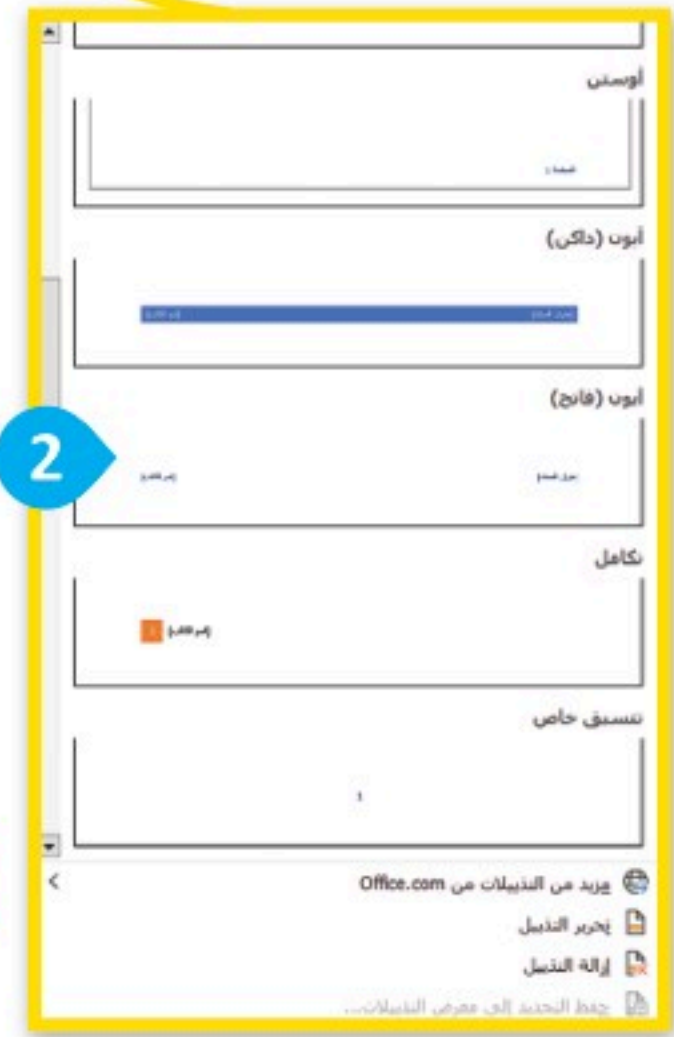 أوستن
أيون (داكن)
أيون (فاتح)
2
تكامل
تنسيق خاص
مزيد من التذييلات من Office.com
تحرير التذييل
إزالة التذييل
حفظ التحديد إلى معرض التذييلات...